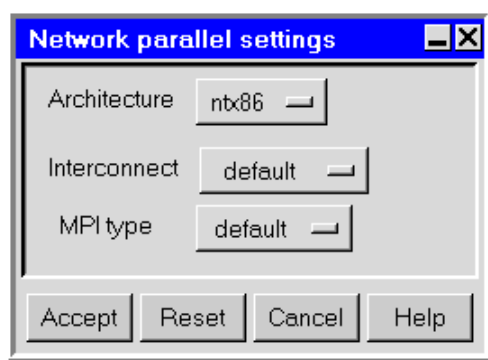 Network parallel settings
Architecture ntx86
Interconnect default
MPI type default
Accept Reset Cancel Help